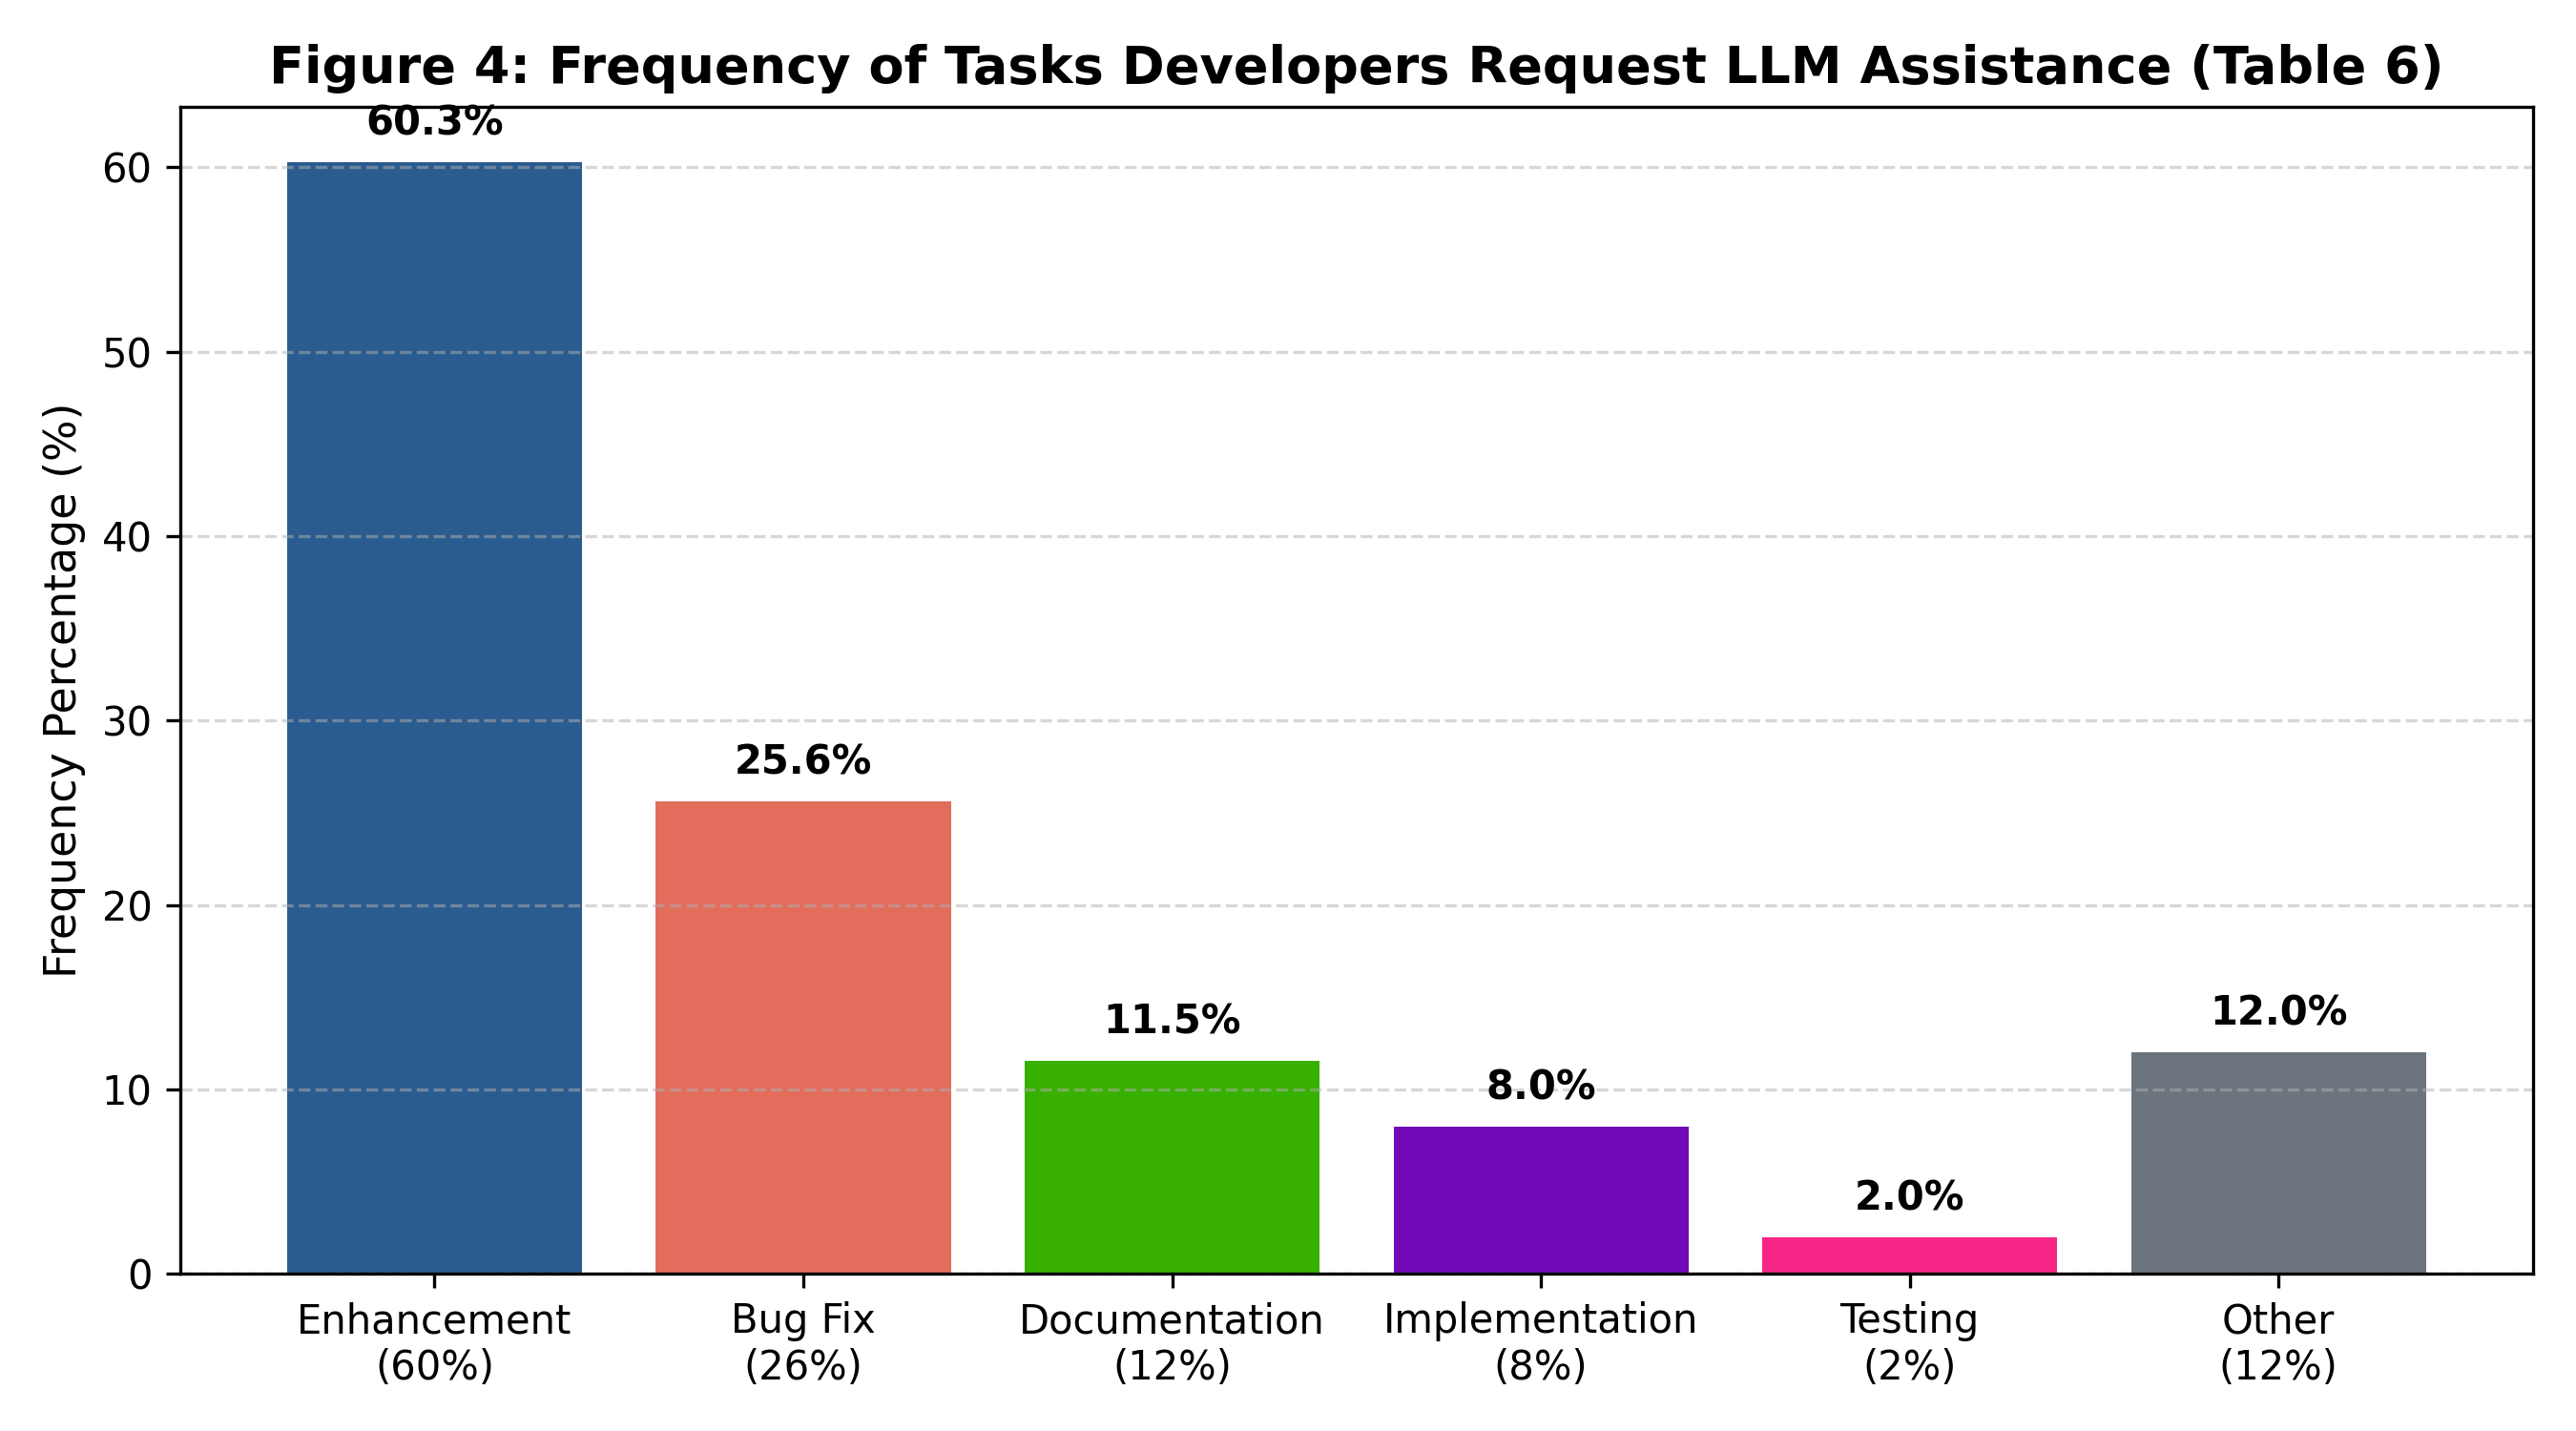 Figure 4: Frequency of Tasks Developers Request LLM Assistance (Table 6)
Frequency Percentage (%)
60
50
40
30
20
10
0
60.3%
25.6%
11.5%
8.0%
2.0%
12.0%
Enhancement
(60%)
Bug Fix
(26%)
Documentation
(12%)
Implementation
(8%)
Testing
(2%)
Other
(12%)